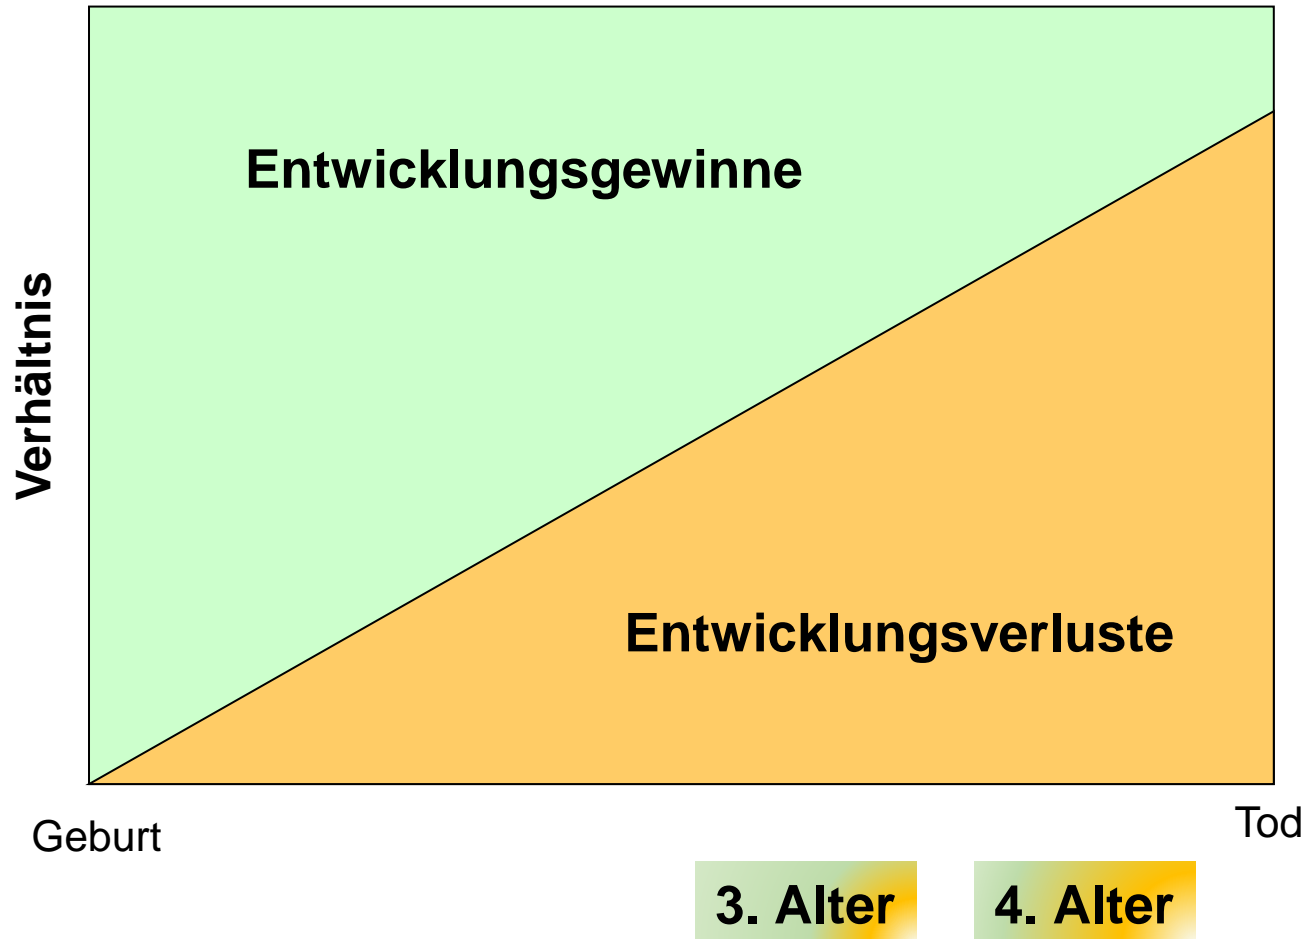 Entwicklungsgewinne
Verhältnis
Entwicklungsverluste
Geburt
Tod
3. Alter
4. Alter